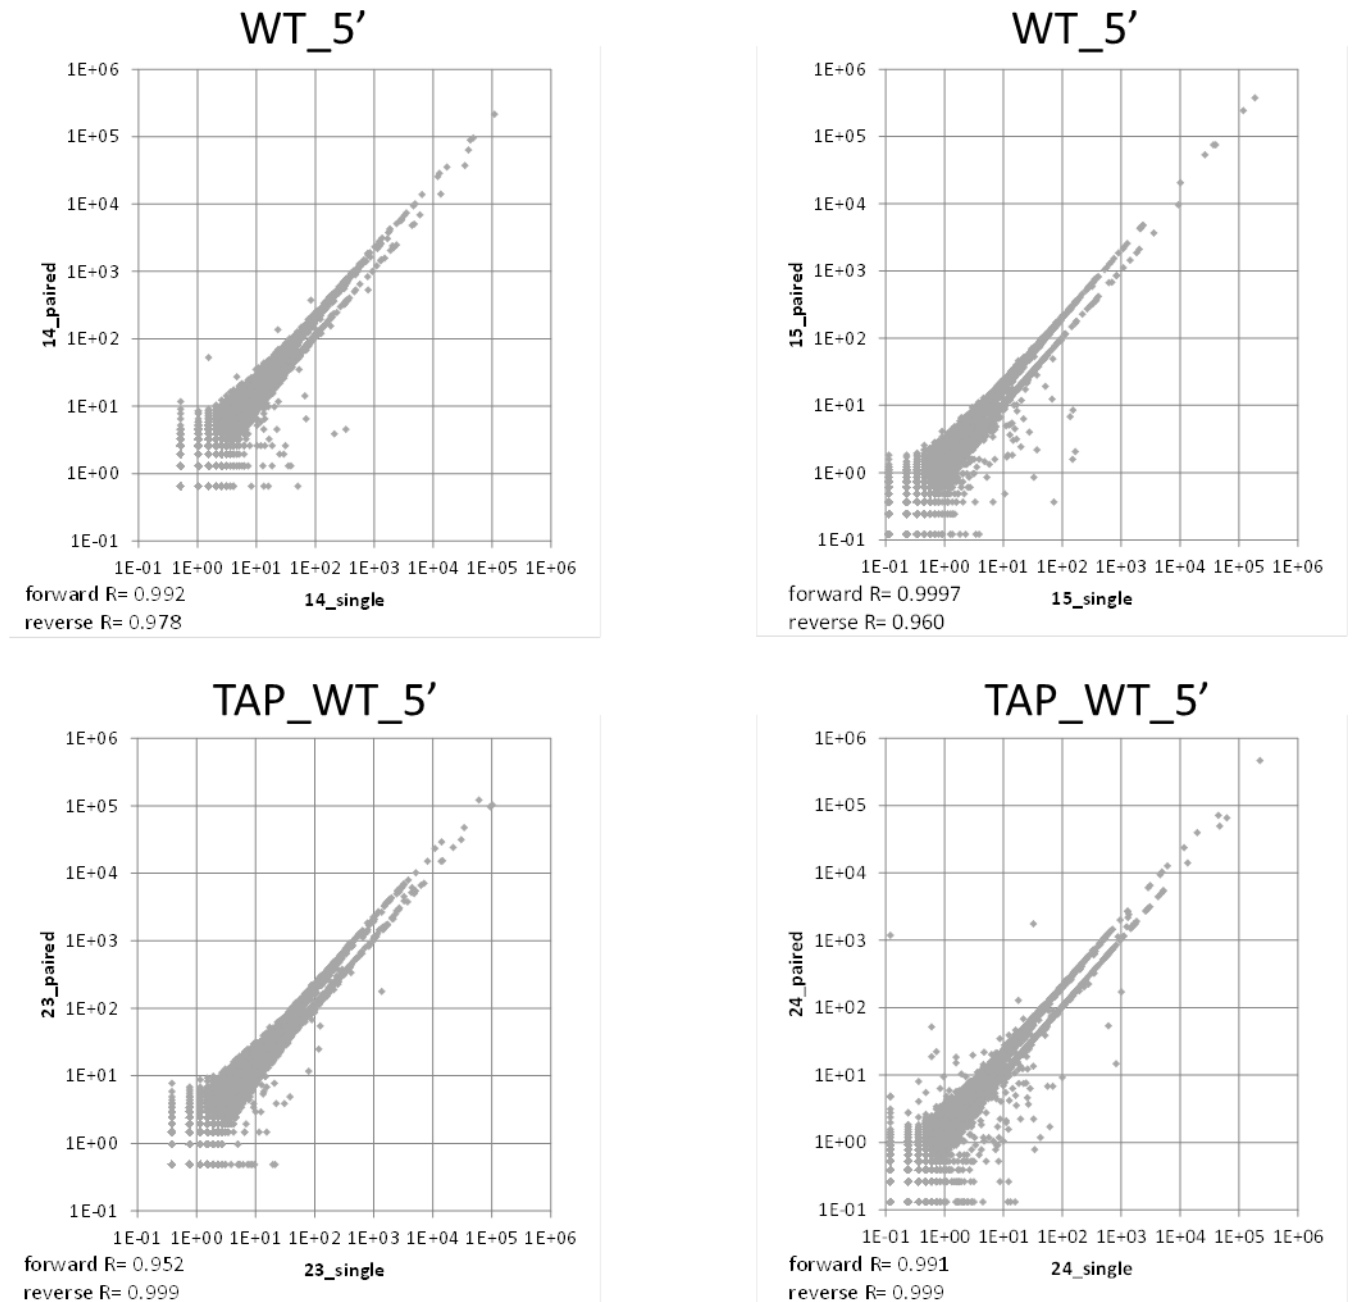 WT_5’
1E+06
1E+05
1E+04
1E+03
1E+02
1E+01
1E+00
1E-01
14_paired
1E-01 1E+00 1E+01 1E+02 1E+03 1E+04 1E+05 1E+06
forward R= 0.992
reverse R= 0.978
14_single
WT_5’
1E+06
1E+05
1E+04
1E+03
1E+02
1E+01
1E+00
1E-01
15_paired
1E-01 1E+00 1E+01 1E+02 1E+03 1E+04 1E+05 1E+06
forward R= 0.9997
reverse R= 0.960
15_single
TAP_WT_5’
1E+06
1E+05
1E+04
1E+03
1E+02
1E+01
1E+00
1E-01
23_paired
1E-01 1E+00 1E+01 1E+02 1E+03 1E+04 1E+05 1E+06
forward R= 0.952
reverse R= 0.999
23_single
TAP_WT_5’
1E+06
1E+05
1E+04
1E+03
1E+02
1E+01
1E+00
1E-01
24_paired
1E-01 1E+00 1E+01 1E+02 1E+03 1E+04 1E+05 1E+06
forward R= 0.991
reverse R= 0.999
24_single